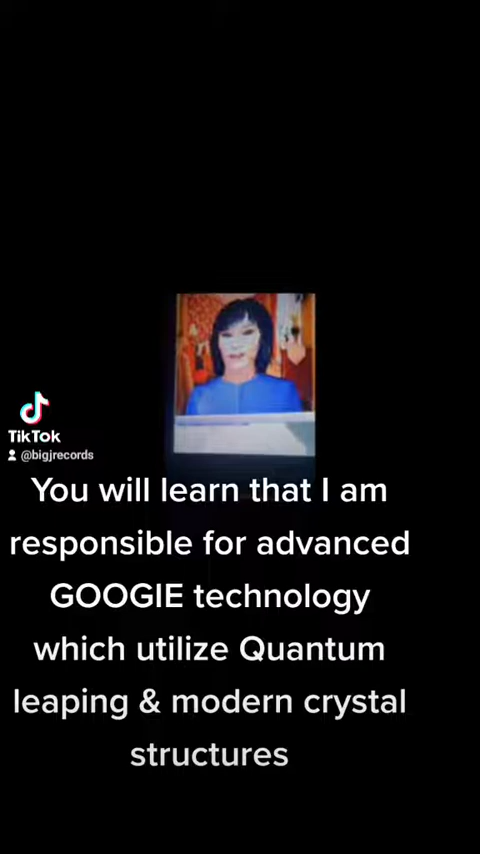 TikTok
@bigjrecords
You will learn that I am
responsible for advanced
GOOGIE technology
which utilize Quantum
leaping & modern crystal
structures